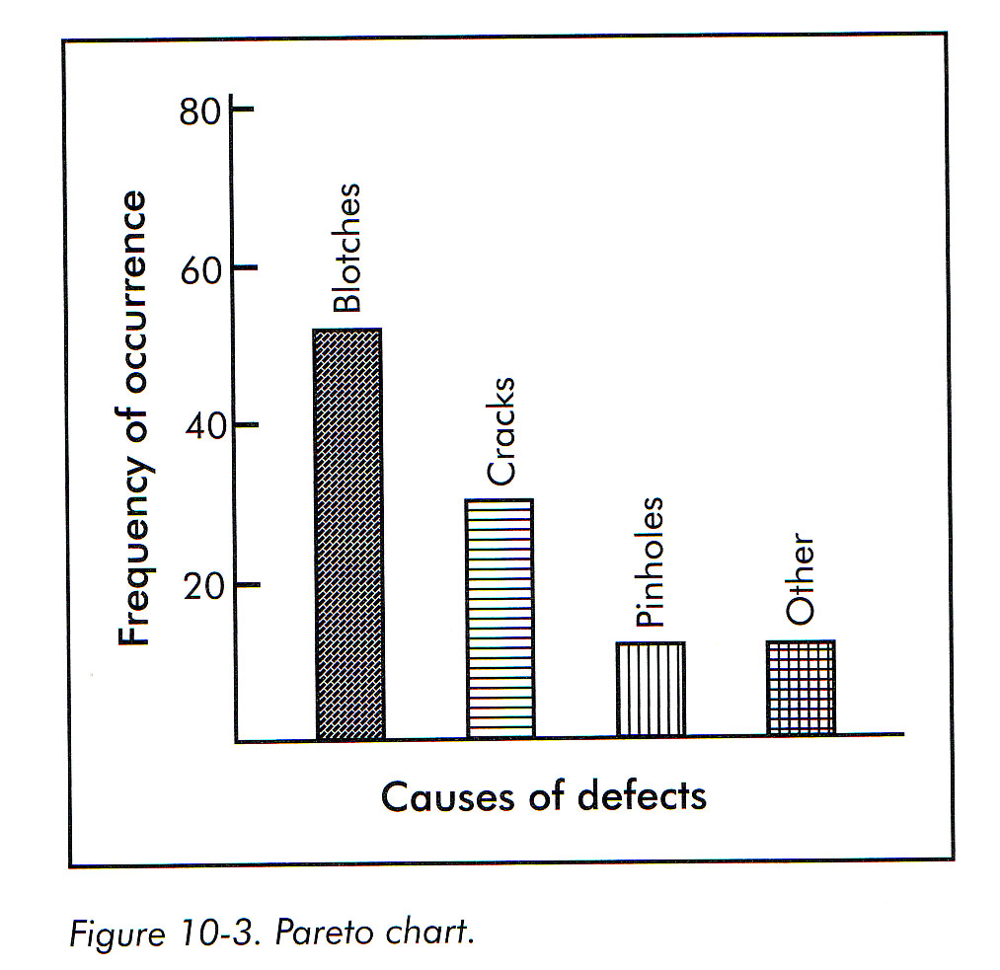 80
60
40
20
Frequency of occurrence
Blotches
Cracks
Pinholes
Other
Causes of defects
Figure 10-3. Pareto chart.